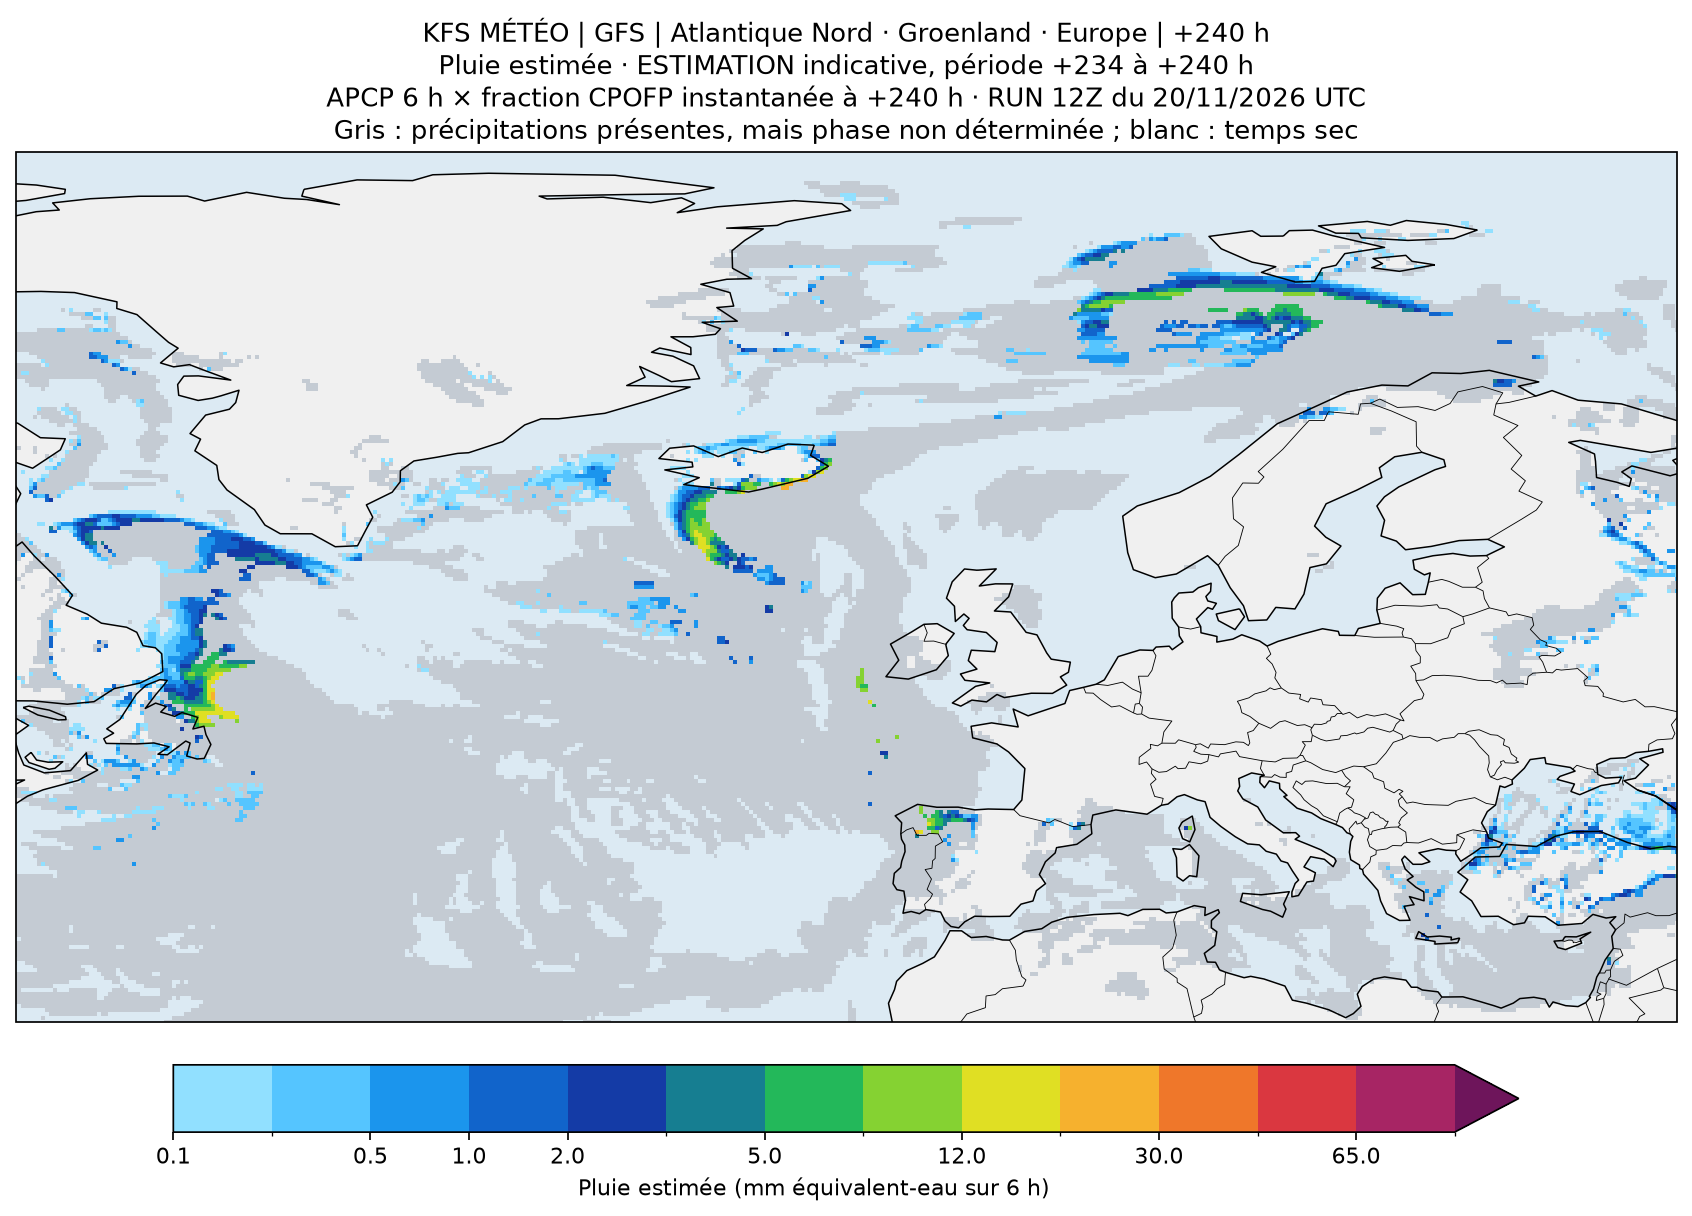 KFS MÉTÉO | GFS | Atlantique Nord · Groenland · Europe | +240 h
Pluie estimée · ESTIMATION indicative, période +234 à +240 h
APCP 6 h × fraction CPOFP instantanée à +240 h · RUN 12Z du 20/11/2026 UTC
Gris : précipitations présentes, mais phase non déterminée ; blanc : temps sec
0.1 0.5 1.0 2.0 5.0 12.0 30.0 65.0
Pluie estimée (mm équivalent-eau sur 6 h)